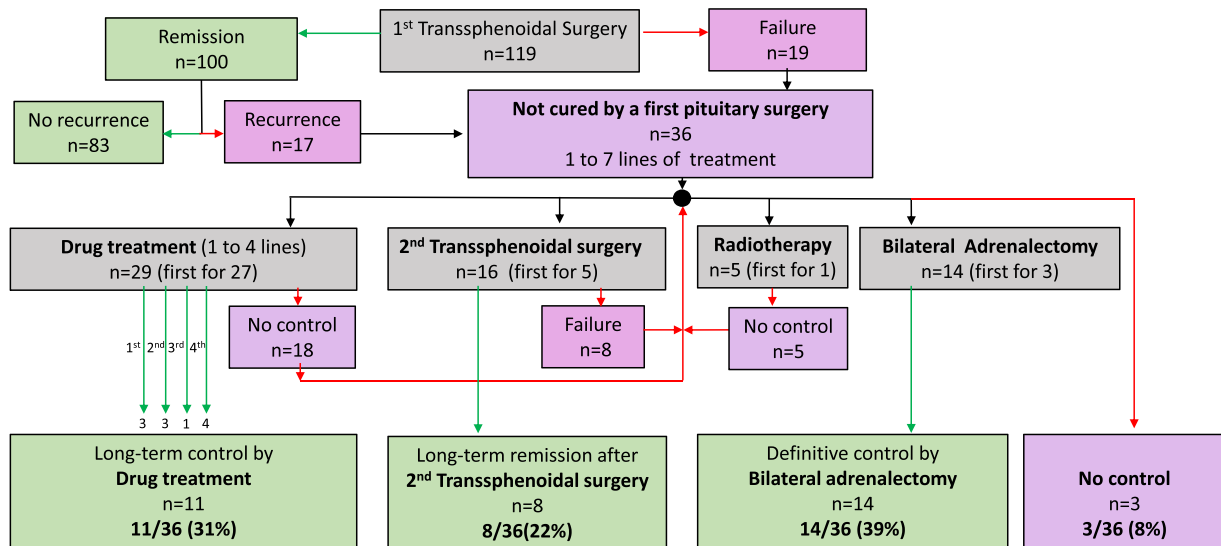 Remission
n=100
1st Transsphenoidal Surgery
n=119
Failure
n=19
No recurrence
n=83
Recurrence
n=17
Not cured by a first pituitary surgery
n=36
1 to 7 lines of treatment
Drug treatment (1 to 4 lines)
n=29 (first for 27)
2nd Transsphenoidal surgery
n=16 (first for 5)
Radiotherapy
n=5 (first for 1)
Bilateral Adrenalectomy
n=14 (first for 3)
1st 2nd 3rd 4th
No control
n=18
Failure
n=8
No control
n=5
3 3 1 4
Long-term control by
Drug treatment
n=11
11/36 (31%)
Long-term remission after
2nd Transsphenoidal surgery
n=8
8/36(22%)
Definitive control by
Bilateral adrenalectomy
n=14
14/36 (39%)
No control
n=3
3/36 (8%)